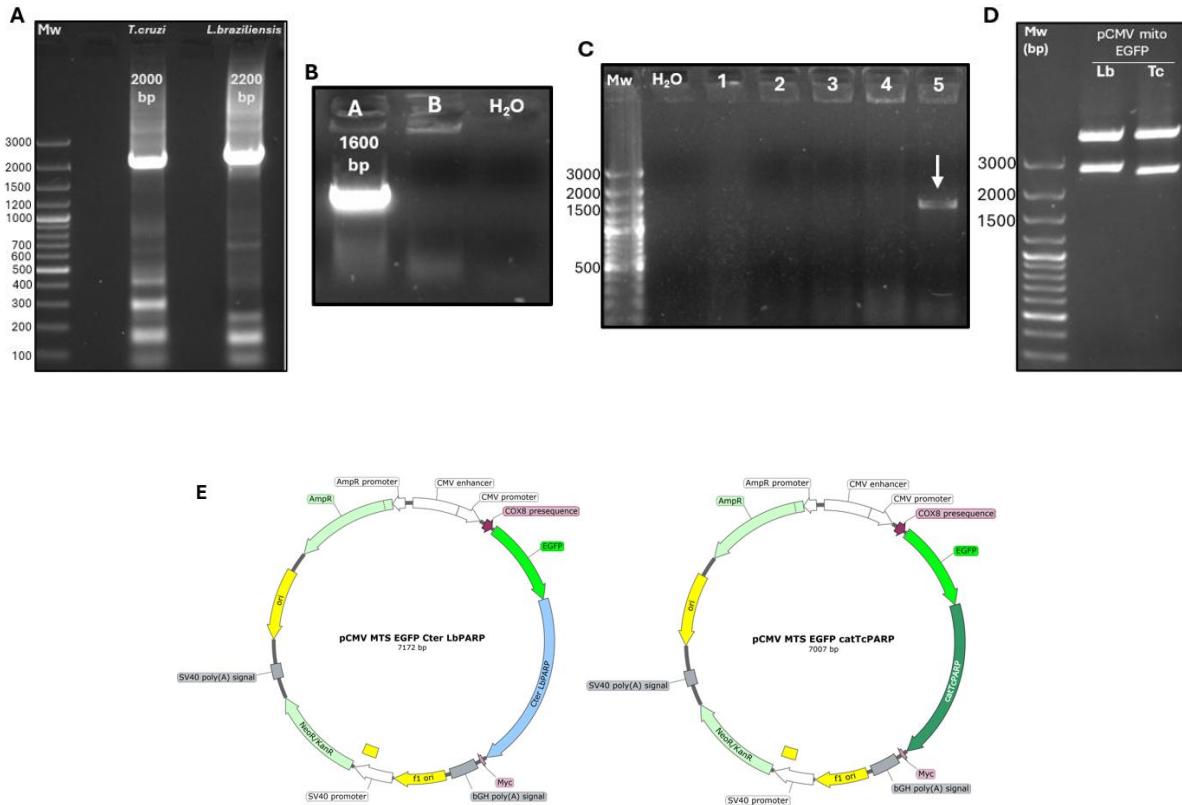 A
Mw
T.cruzi
L.braziliensis
2000
bp
2200
bp
3000
2000
1500
1200
1000
700
600
500
400
300
200
100
B
A
B
H₂O
1600
bp
C
Mw
H₂O
1
2
3
4
5
3000
2000
1500
500
D
Mw
(bp)
pCMV mito
EGFP
Lb
Tc
3000
2000
1500
E
AmpR promoter
CMV enhancer
CMV promoter
COX8 presequence
AmpR
EGFP
ori
pCMV MTS EGFP Cter LbPARP
7172 bp
Cter LbPARP
SV40 poly(A) signal
NeoR/KanR
Myc
f1 ori
bGH poly(A) signal
SV40 promoter
AmpR promoter
CMV enhancer
CMV promoter
COX8 presequence
AmpR
EGFP
ori
pCMV MTS EGFP catTcPARP
7007 bp
catTcPARP
SV40 poly(A) signal
NeoR/KanR
Myc
f1 ori
bGH poly(A) signal
SV40 promoter